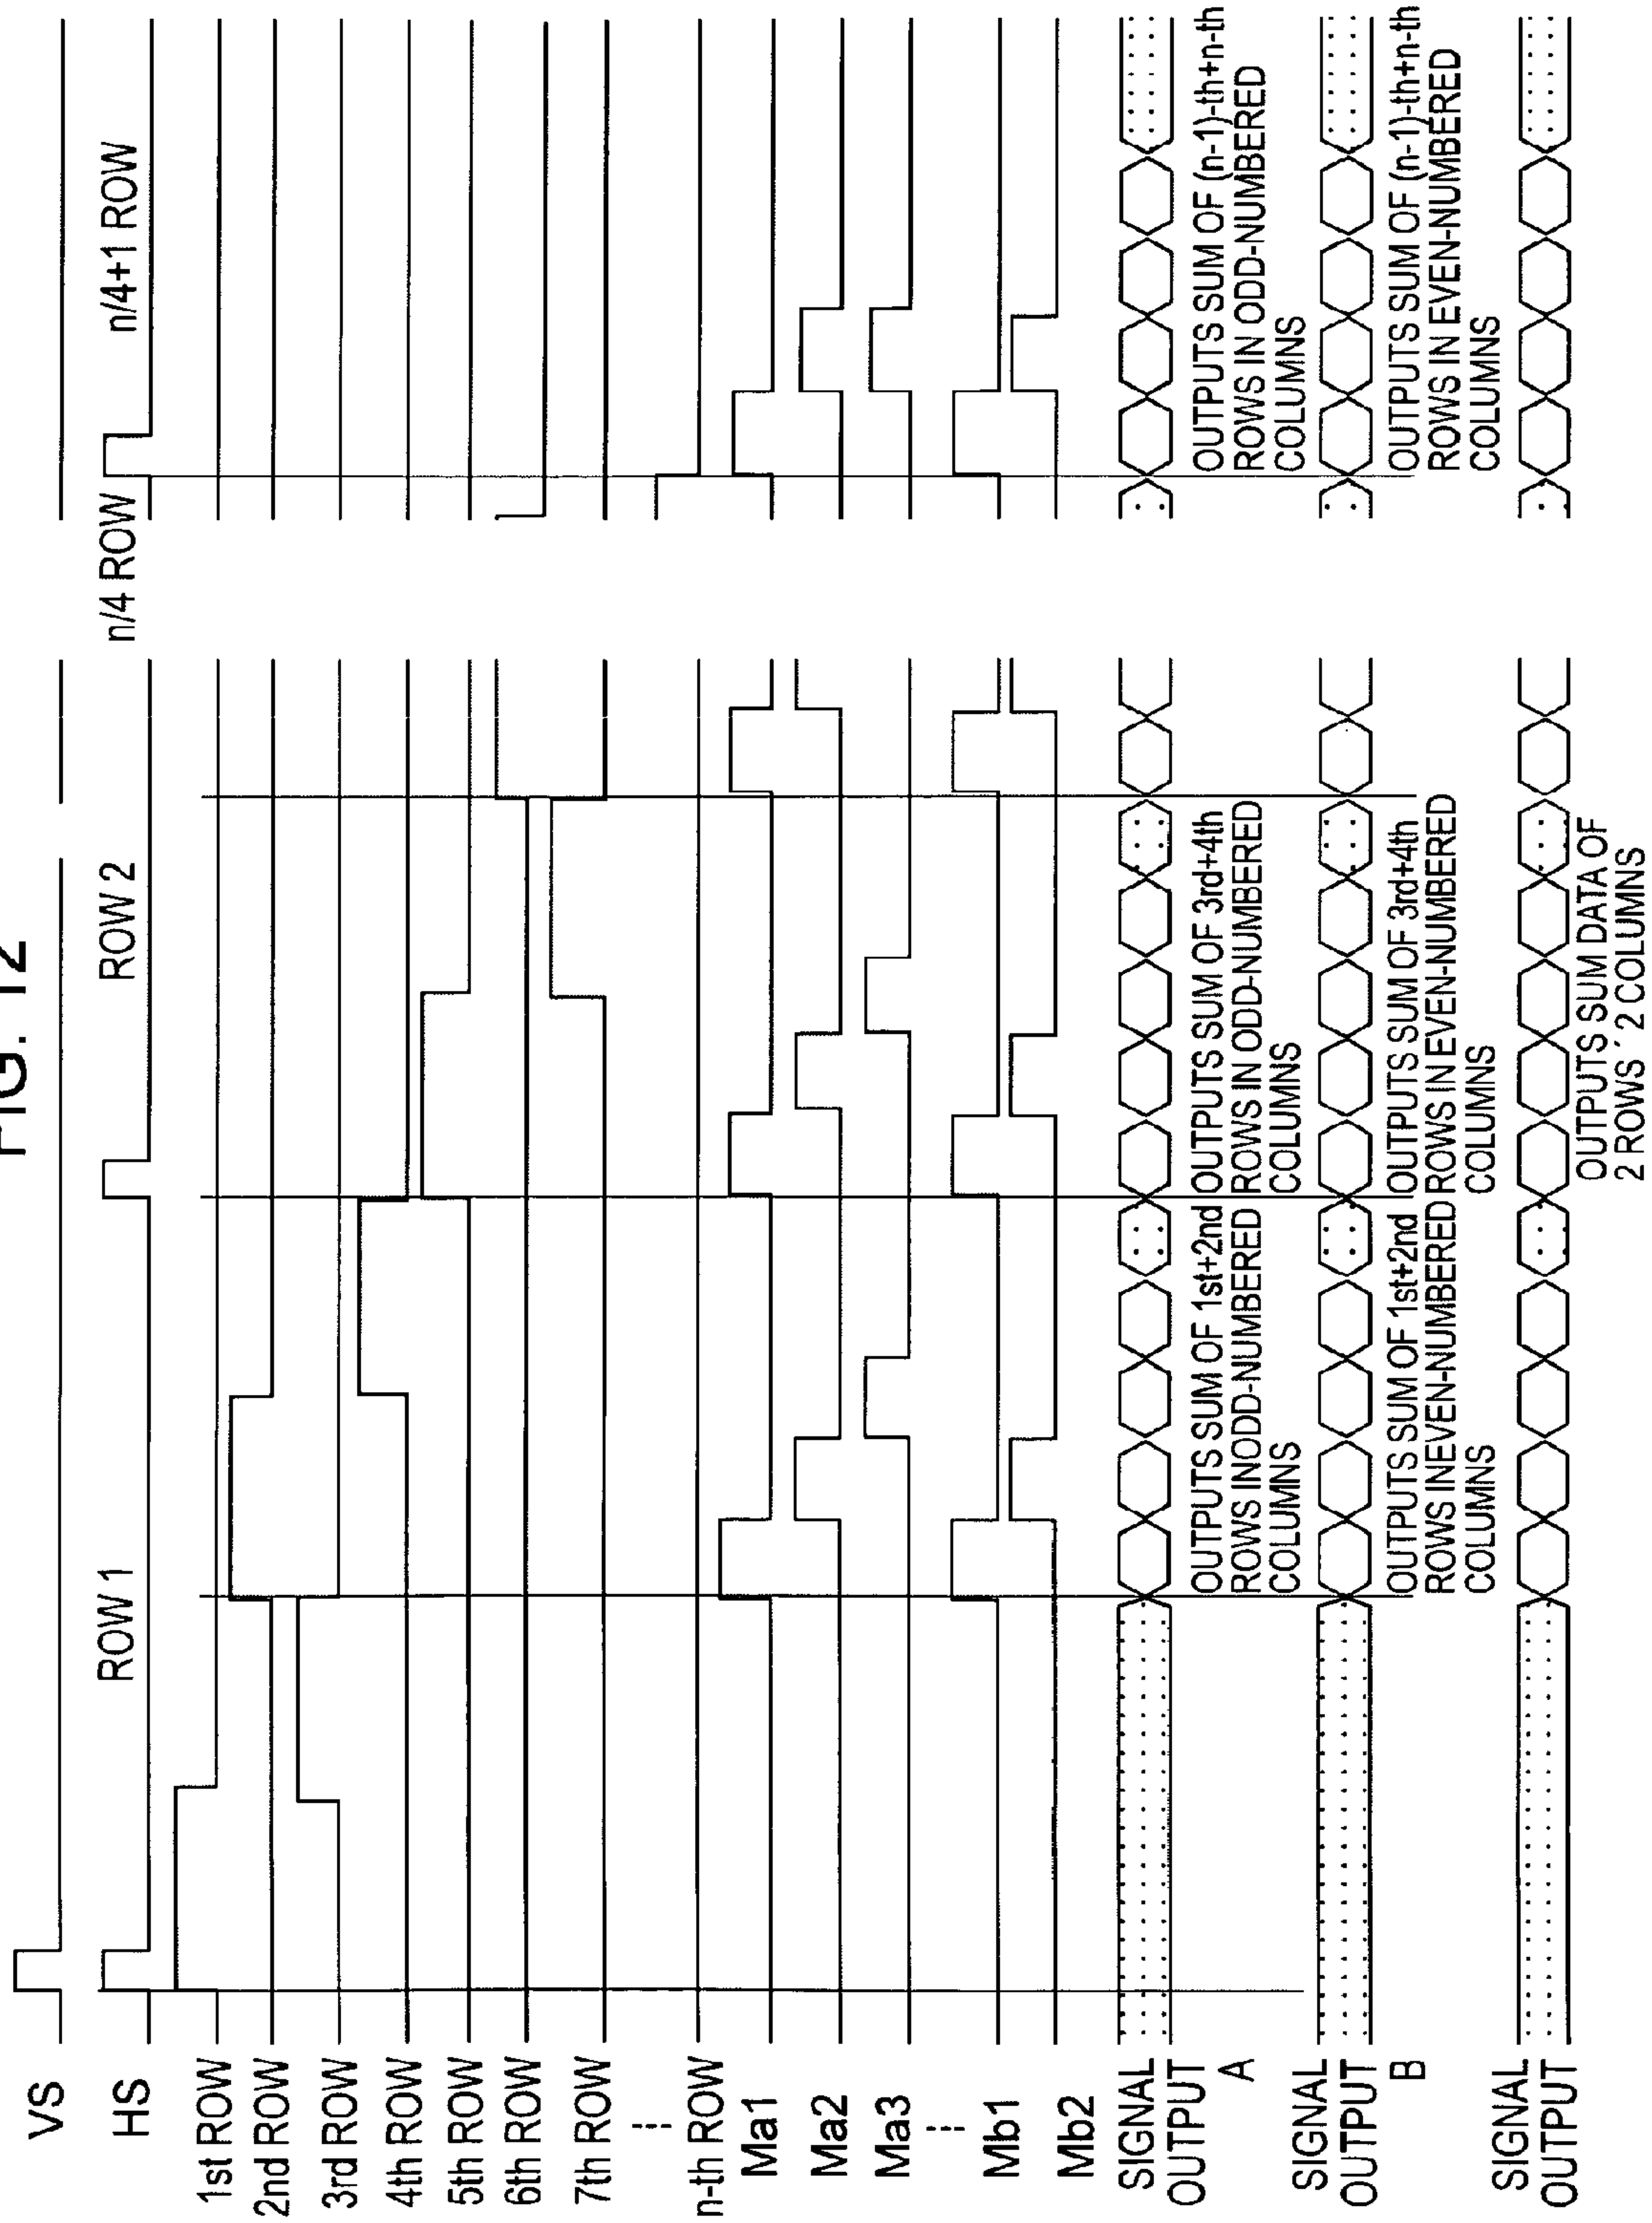 FIG. 12
VS
HS
ROW 1
ROW 2
n/4 ROW
n/4+1 ROW
1st ROW
2nd ROW
3rd ROW
4th ROW
5th ROW
6th ROW
7th ROW
n-th ROW
Ma1
Ma2
Ma3
Mb1
Mb2
SIGNAL
OUTPUT
A
OUTPUTS SUM OF 1st+2nd
ROWS INODD-NUMBERED
COLUMNS
OUTPUTS SUM OF 3rd+4th
ROWS IN ODD-NUMBERED
COLUMNS
OUTPUTS SUM OF (n-1)-th+n-th
ROWS IN ODD-NUMBERED
COLUMNS
SIGNAL
OUTPUT
B
OUTPUTS SUM OF 1st+2nd
ROWS INEVEN-NUMBERED
COLUMNS
OUTPUTS SUM OF 3rd+4th
ROWS IN EVEN-NUMBERED
COLUMNS
OUTPUTS SUM OF (n-1)-th+n-th
ROWS IN EVEN-NUMBERED
COLUMNS
SIGNAL
OUTPUT
OUTPUTS SUM DATA OF
2 ROWS ´ 2 COLUMNS